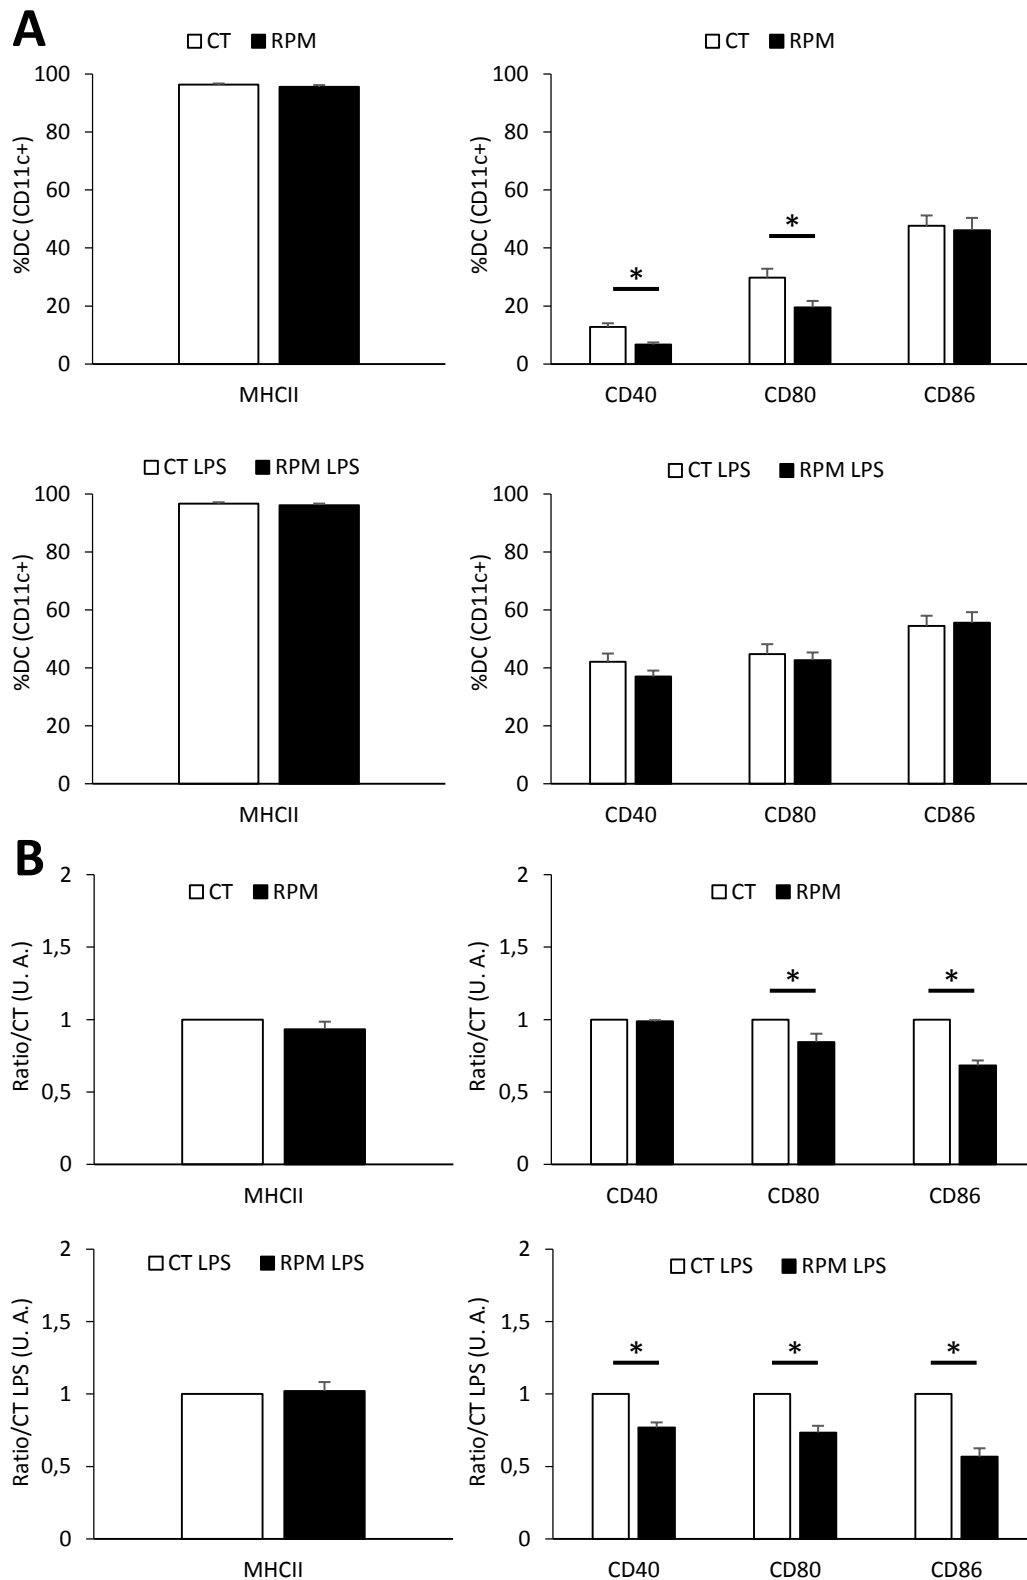 A
CT RPM
%DC (CD11c+)
100
80
60
40
20
0
MHCII
CT RPM
%DC (CD11c+)
100
80
60
40
20
0
*
*
CD40 CD80 CD86
CT LPS RPM LPS
%DC (CD11c+)
100
80
60
40
20
0
MHCII
CT LPS RPM LPS
%DC (CD11c+)
100
80
60
40
20
0
CD40 CD80 CD86
B
CT RPM
Ratio/CT (U. A.)
2
1,5
1
0,5
0
MHCII
CT RPM
Ratio/CT (U. A.)
2
1,5
1
0,5
0
* *
CD40 CD80 CD86
CT LPS RPM LPS
Ratio/CT LPS (U. A.)
2
1,5
1
0,5
0
MHCII
CT LPS RPM LPS
Ratio/CT LPS (U. A.)
2
1,5
1
0,5
0
* * *
CD40 CD80 CD86